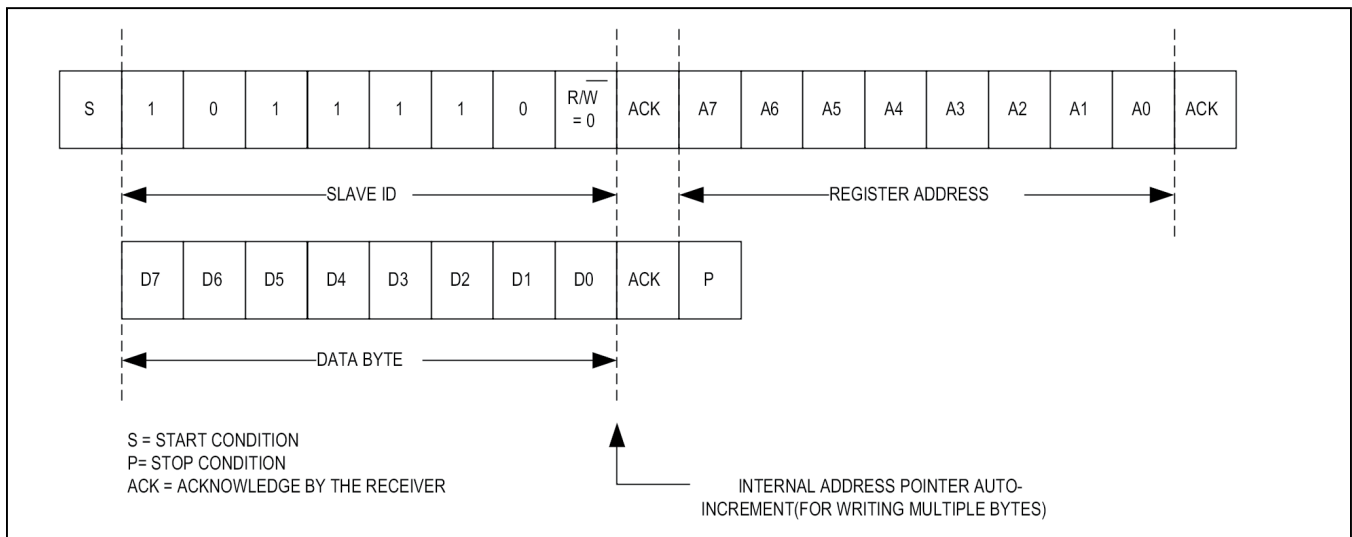 S 1 0 1 1 1 1 0 R/W ACK A7 A6 A5 A4 A3 A2 A1 A0 ACK
= 0
SLAVE ID REGISTER ADDRESS
D7 D6 D5 D4 D3 D2 D1 D0 ACK P
DATA BYTE
S = START CONDITION
P= STOP CONDITION
ACK = ACKNOWLEDGE BY THE RECEIVER
INTERNAL ADDRESS POINTER AUTO-
INCREMENT(FOR WRITING MULTIPLE BYTES)